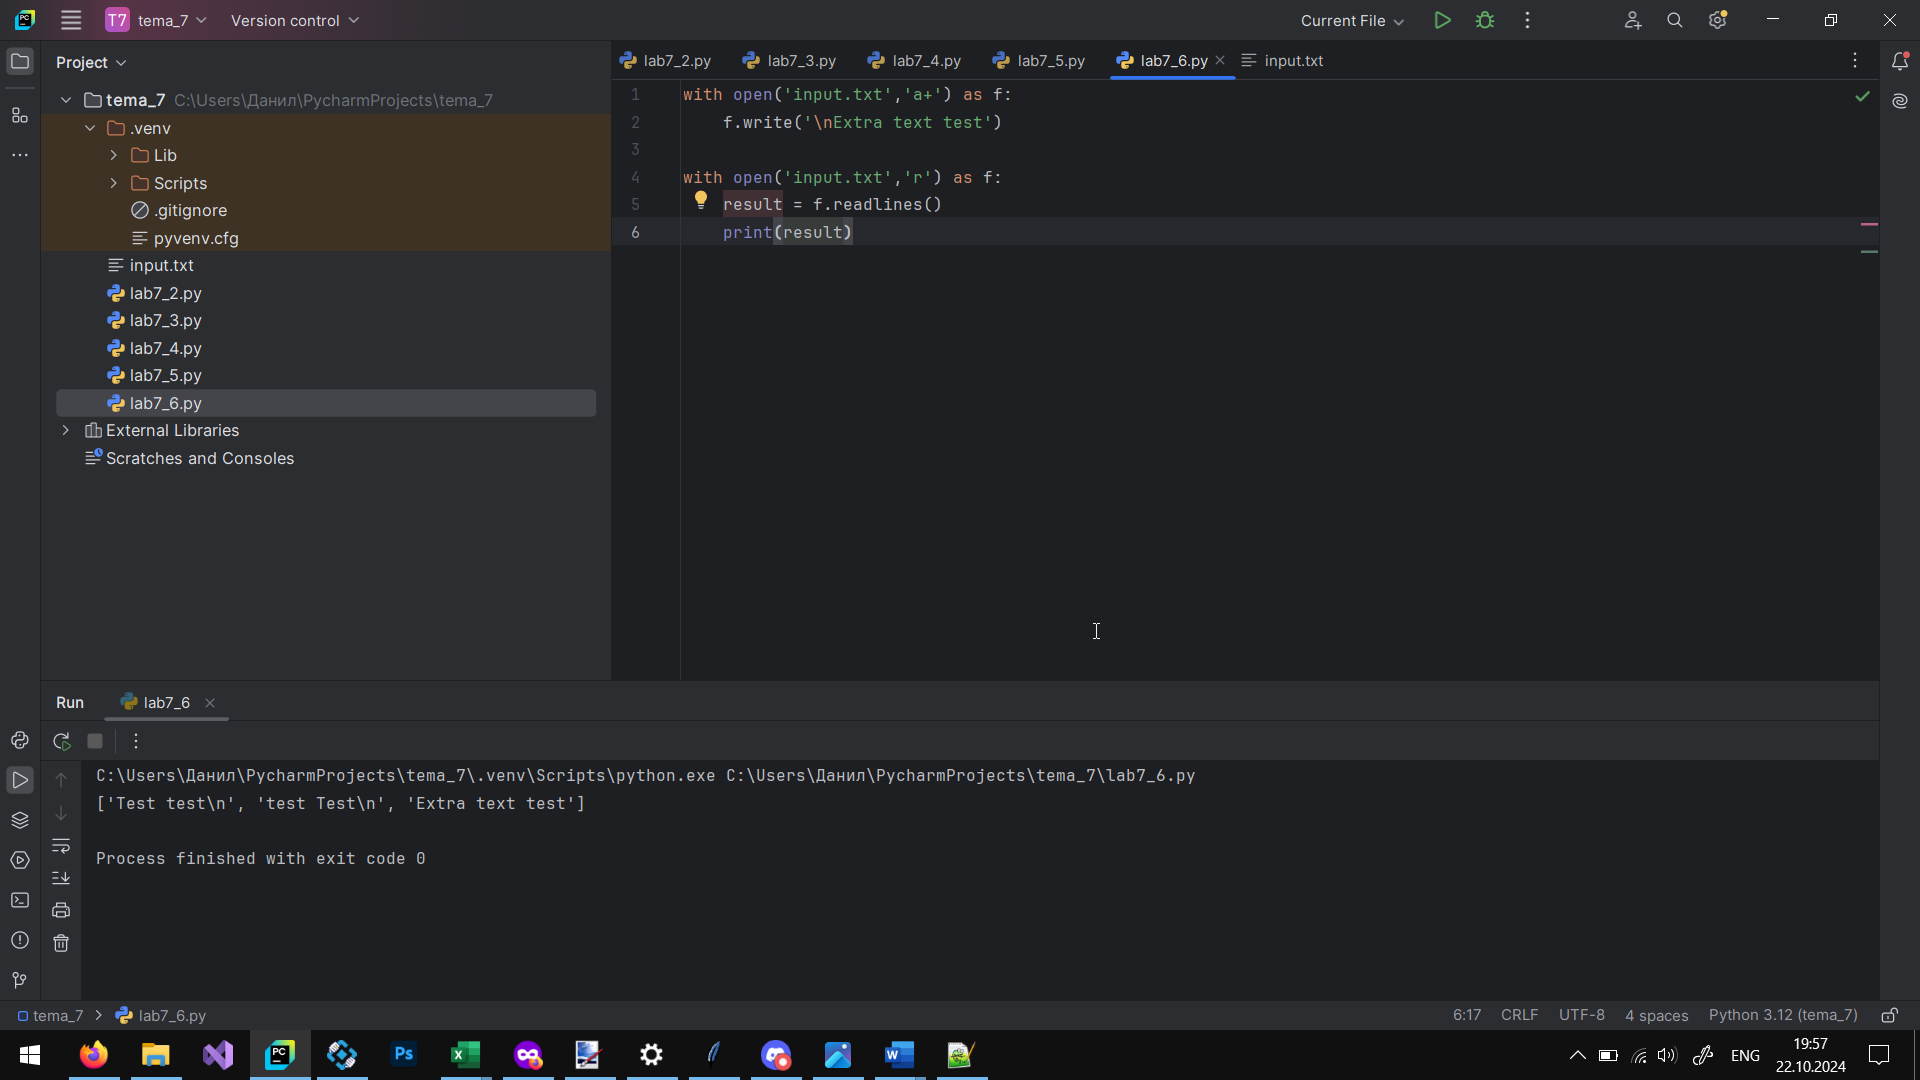 T7 tema_7 Version control Current File
Project
lab7_2.py lab7_3.py lab7_4.py lab7_5.py lab7_6.py input.txt
tema_7 C:\Users\Данил\PycharmProjects\tema_7
.venv
Lib
Scripts
.gitignore
pyvenv.cfg
input.txt
lab7_2.py
lab7_3.py
lab7_4.py
lab7_5.py
lab7_6.py
External Libraries
Scratches and Consoles
1 with open('input.txt','a+') as f:
2 f.write('\nExtra text test')
3
4 with open('input.txt','r') as f:
5 result = f.readlines()
6 print(result)
Run lab7_6
C:\Users\Данил\PycharmProjects\tema_7\.venv\Scripts\python.exe C:\Users\Данил\PycharmProjects\tema_7\lab7_6.py
['Test test\n', 'test Test\n', 'Extra text test']
Process finished with exit code 0
tema_7 lab7_6.py 6:17 CRLF UTF-8 4 spaces Python 3.12 (tema_7)
PC Ps W ENG 19:57
22.10.2024